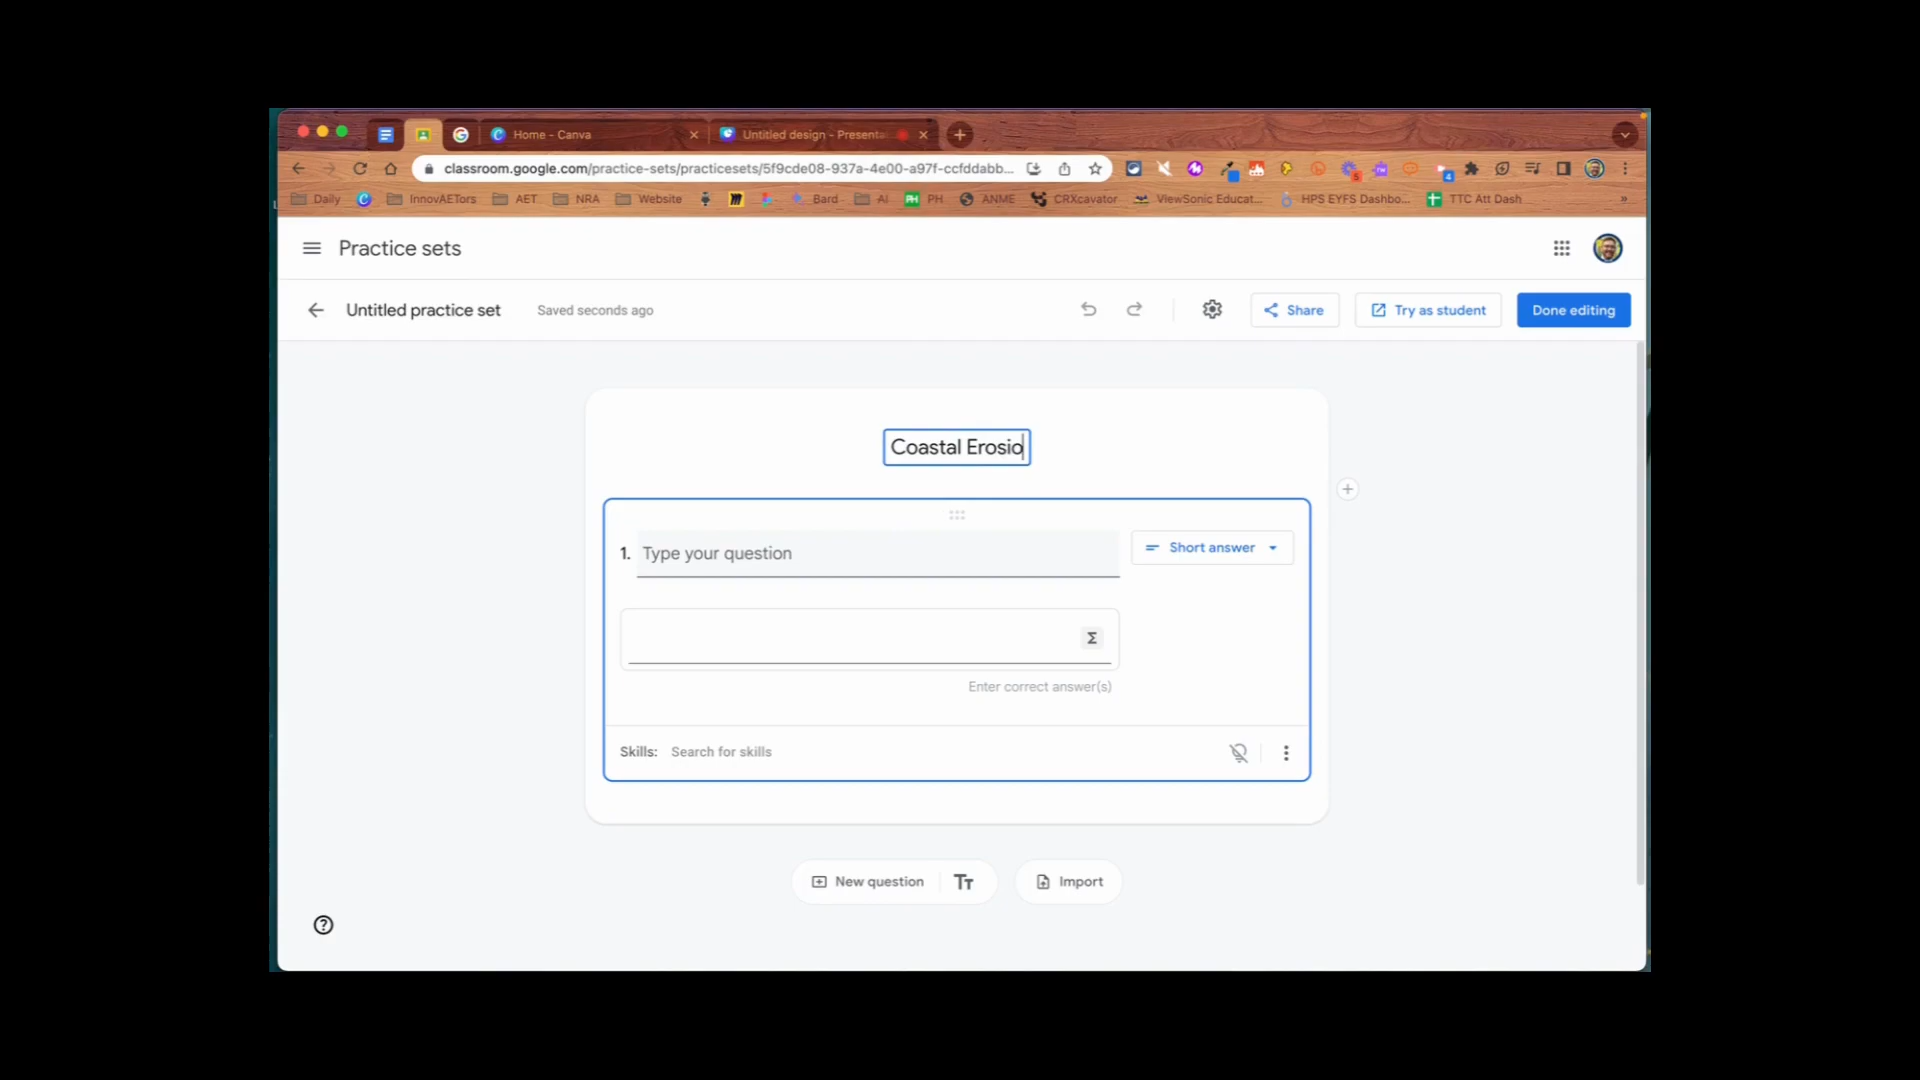 Home - Canva
Untitled design - Presenta
classroom.google.com/practice-sets/practicesets/5f9cde08-937a-4e00-a97f-ccfddabb...
Daily InnovAETors AET NRA Website Bard AI PH ANME CRXcavator ViewSonic Educat... HPS EYFS Dashbo... TTC Att Dash »
Practice sets
Untitled practice set Saved seconds ago Share Try as student Done editing
Coastal Erosio
1. Type your question Short answer
Σ
Enter correct answer(s)
Skills: Search for skills
New question Tт Import